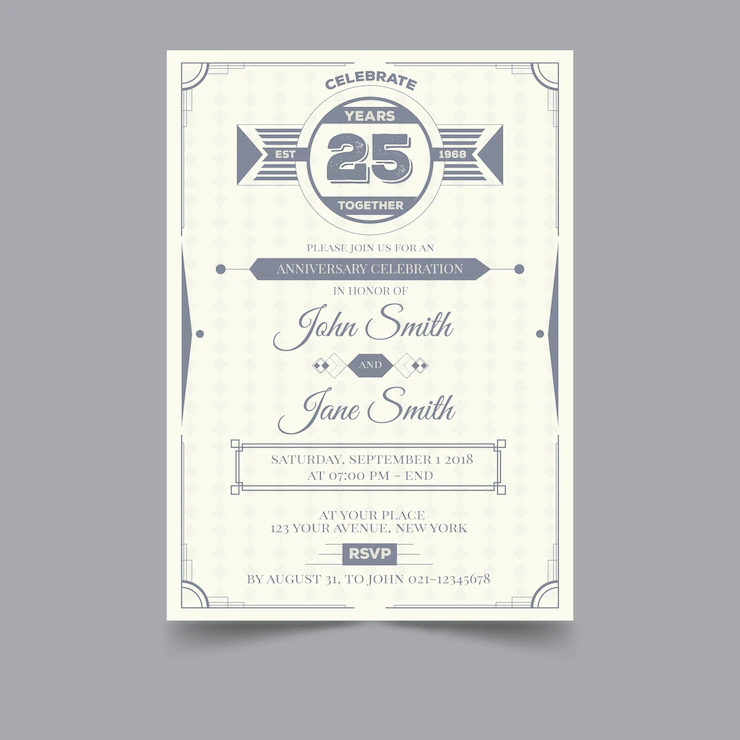 CELEBRATE
YEARS
EST 25 1968
TOGETHER
PLEASE JOIN US FOR AN
ANNIVERSARY CELEBRATION
IN HONOR OF
John Smith
AND
Jane Smith
SATURDAY, SEPTEMBER 1 2018
AT 07:00 PM - END
AT YOUR PLACE
123 YOUR AVENUE, NEW YORK
RSVP
BY AUGUST 31, TO JOHN 021-12345678